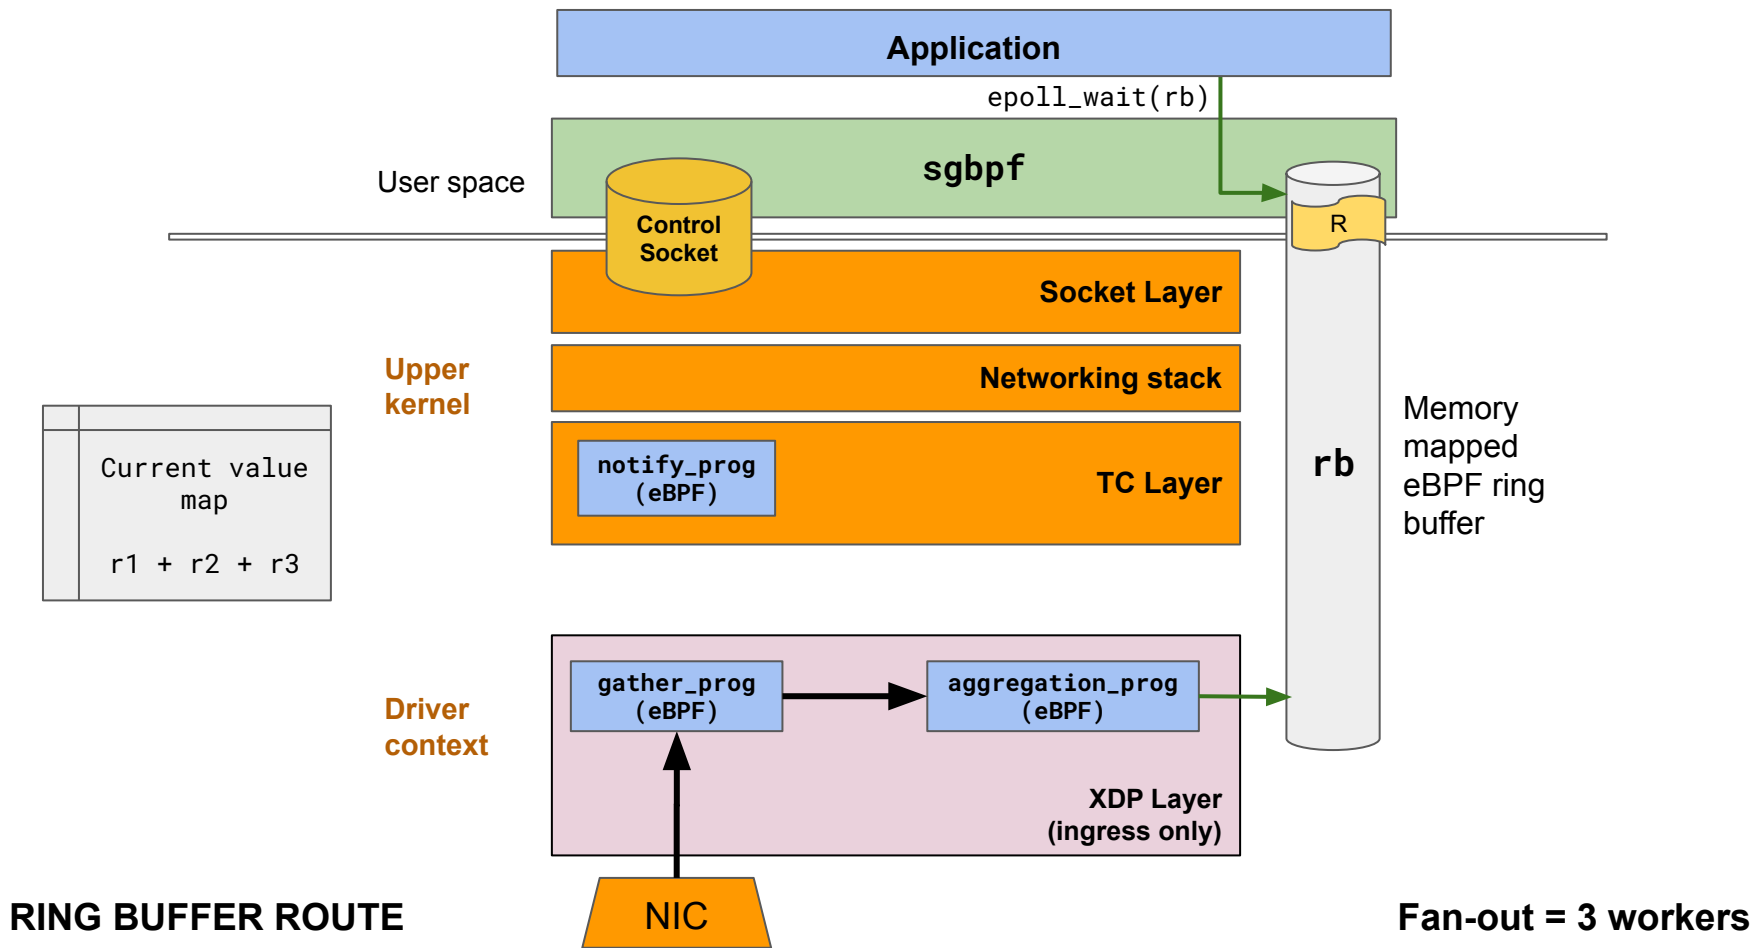 Application
epoll_wait(rb)
sgbpf
User space
Control
Socket
R
Socket Layer
Upper
kernel
Networking stack
Current value
map
r1 + r2 + r3
notify_prog
(eBPF)
TC Layer
rb
Memory
mapped
eBPF ring
buffer
Driver
context
gather_prog
(eBPF)
aggregation_prog
(eBPF)
XDP Layer
(ingress only)
RING BUFFER ROUTE
NIC
Fan-out = 3 workers